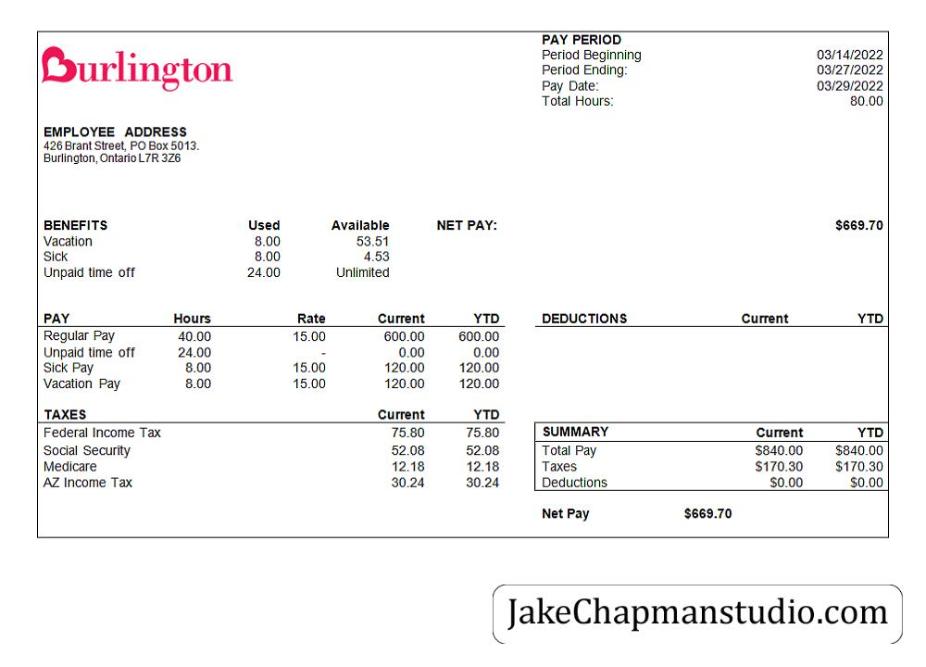 Burlington
PAY PERIOD
Period Beginning 03/14/2022
Period Ending: 03/27/2022
Pay Date: 03/29/2022
Total Hours: 80.00
EMPLOYEE ADDRESS
426 Brant Street, PO Box 5013.
Burlington, Ontario L7R 3Z6
BENEFITS Used Available NET PAY: $669.70
Vacation 8.00 53.51
Sick 8.00 4.53
Unpaid time off 24.00 Unlimited
PAY Hours Rate Current YTD
Regular Pay 40.00 15.00 600.00 600.00
Unpaid time off 24.00 - 0.00 0.00
Sick Pay 8.00 15.00 120.00 120.00
Vacation Pay 8.00 15.00 120.00 120.00
DEDUCTIONS Current YTD
TAXES Current YTD
Federal Income Tax 75.80 75.80
Social Security 52.08 52.08
Medicare 12.18 12.18
AZ Income Tax 30.24 30.24
SUMMARY Current YTD
Total Pay $840.00 $840.00
Taxes $170.30 $170.30
Deductions $0.00 $0.00
Net Pay $669.70
JakeChapmanstudio.com